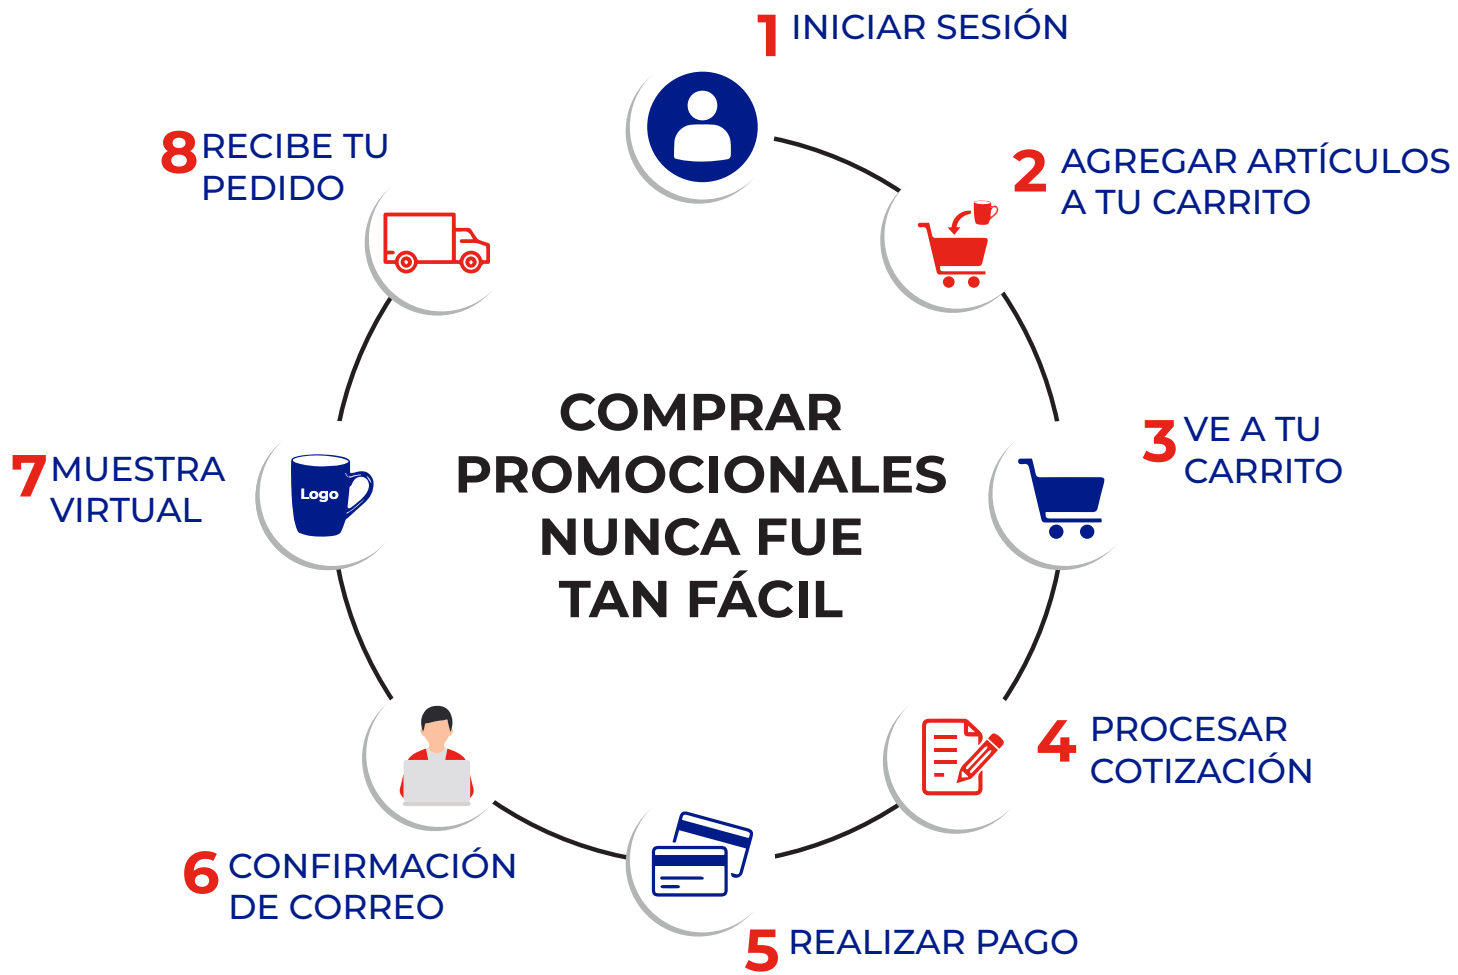 1 INICIAR SESIÓN
2 AGREGAR ARTÍCULOS
A TU CARRITO
3 VE A TU
CARRITO
4 PROCESAR
COTIZACIÓN
5 REALIZAR PAGO
6 CONFIRMACIÓN
DE CORREO
7 MUESTRA
VIRTUAL
Logo
8 RECIBE TU
PEDIDO
COMPRAR
PROMOCIONALES
NUNCA FUE
TAN FÁCIL